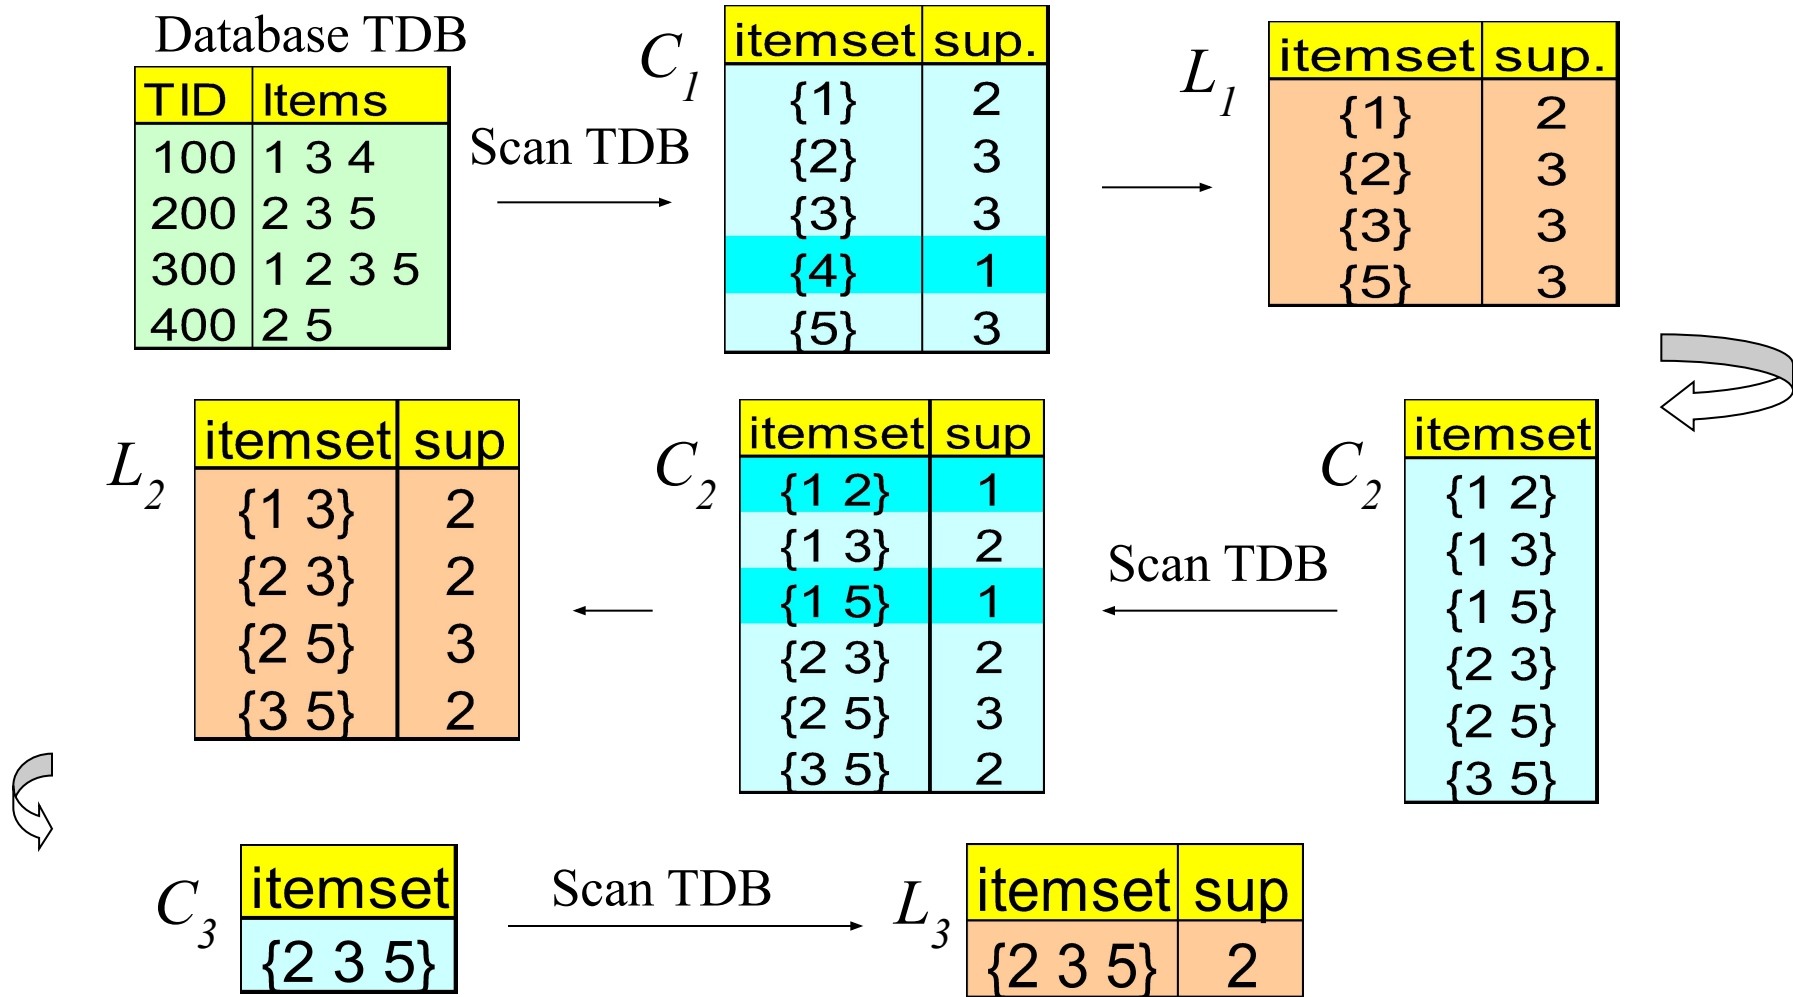 Database TDB
TID Items
100 1 3 4
200 2 3 5
300 1 2 3 5
400 2 5
Scan TDB
C1
itemset sup.
{1} 2
{2} 3
{3} 3
{4} 1
{5} 3
L1
itemset sup.
{1} 2
{2} 3
{3} 3
{5} 3
C2
itemset
{1 2}
{1 3}
{1 5}
{2 3}
{2 5}
{3 5}
Scan TDB
C2
itemset sup
{1 2} 1
{1 3} 2
{1 5} 1
{2 3} 2
{2 5} 3
{3 5} 2
L2
itemset sup
{1 3} 2
{2 3} 2
{2 5} 3
{3 5} 2
C3
itemset
{2 3 5}
Scan TDB
L3
itemset sup
{2 3 5} 2